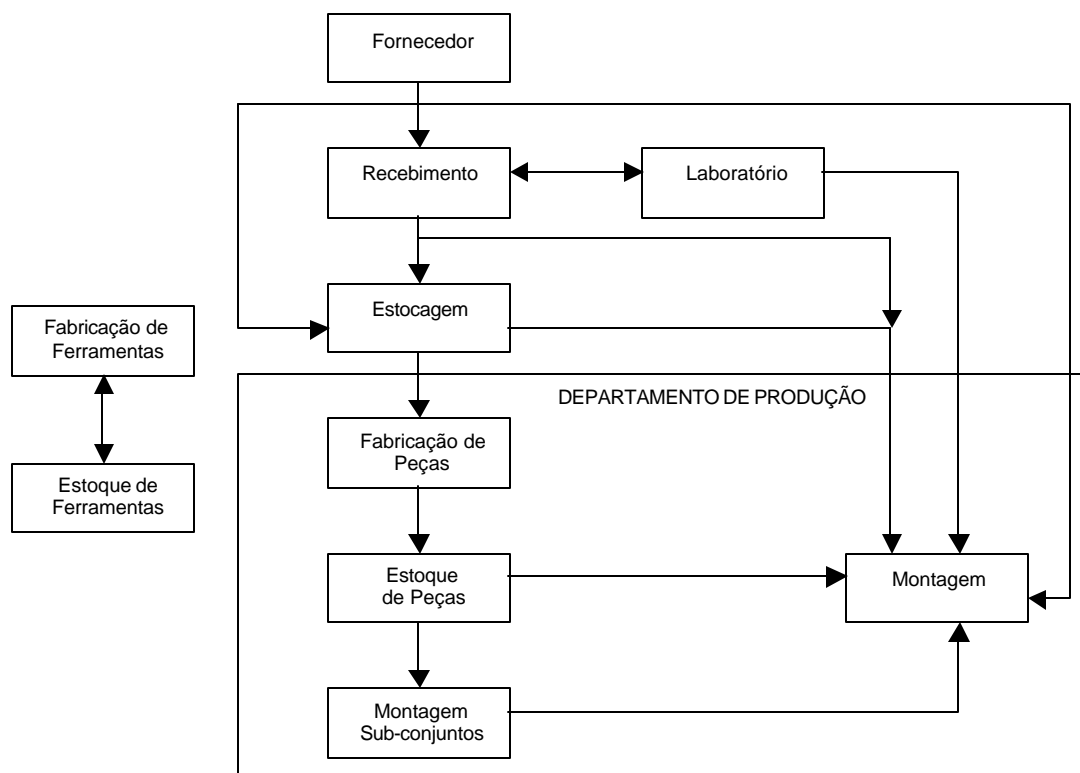 Fornecedor
Recebimento
Laboratório
Estocagem
Fabricação de
Ferramentas
DEPARTAMENTO DE PRODUÇÃO
Fabricação de
Peças
Estoque de
Ferramentas
Estoque
de Peças
Montagem
Montagem
Sub-conjuntos